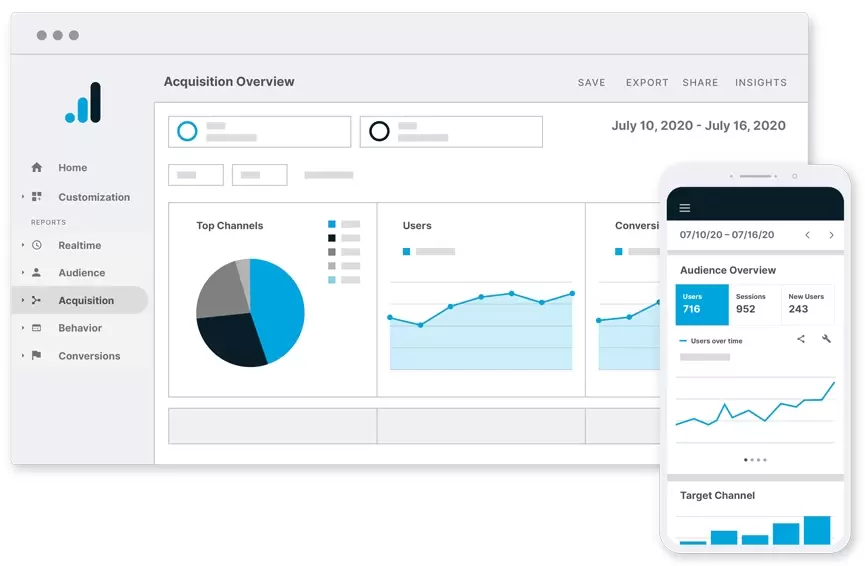 Acquisition Overview
SAVE EXPORT SHARE INSIGHTS
July 10, 2020 - July 16, 2020
Home
Customization
REPORTS
Realtime
Audience
Acquisition
Behavior
Conversions
Top Channels
Users
Conversi
07/10/20 – 07/16/20
Audience Overview
Users Sessions New Users
716 952 243
Users over time
Target Channel